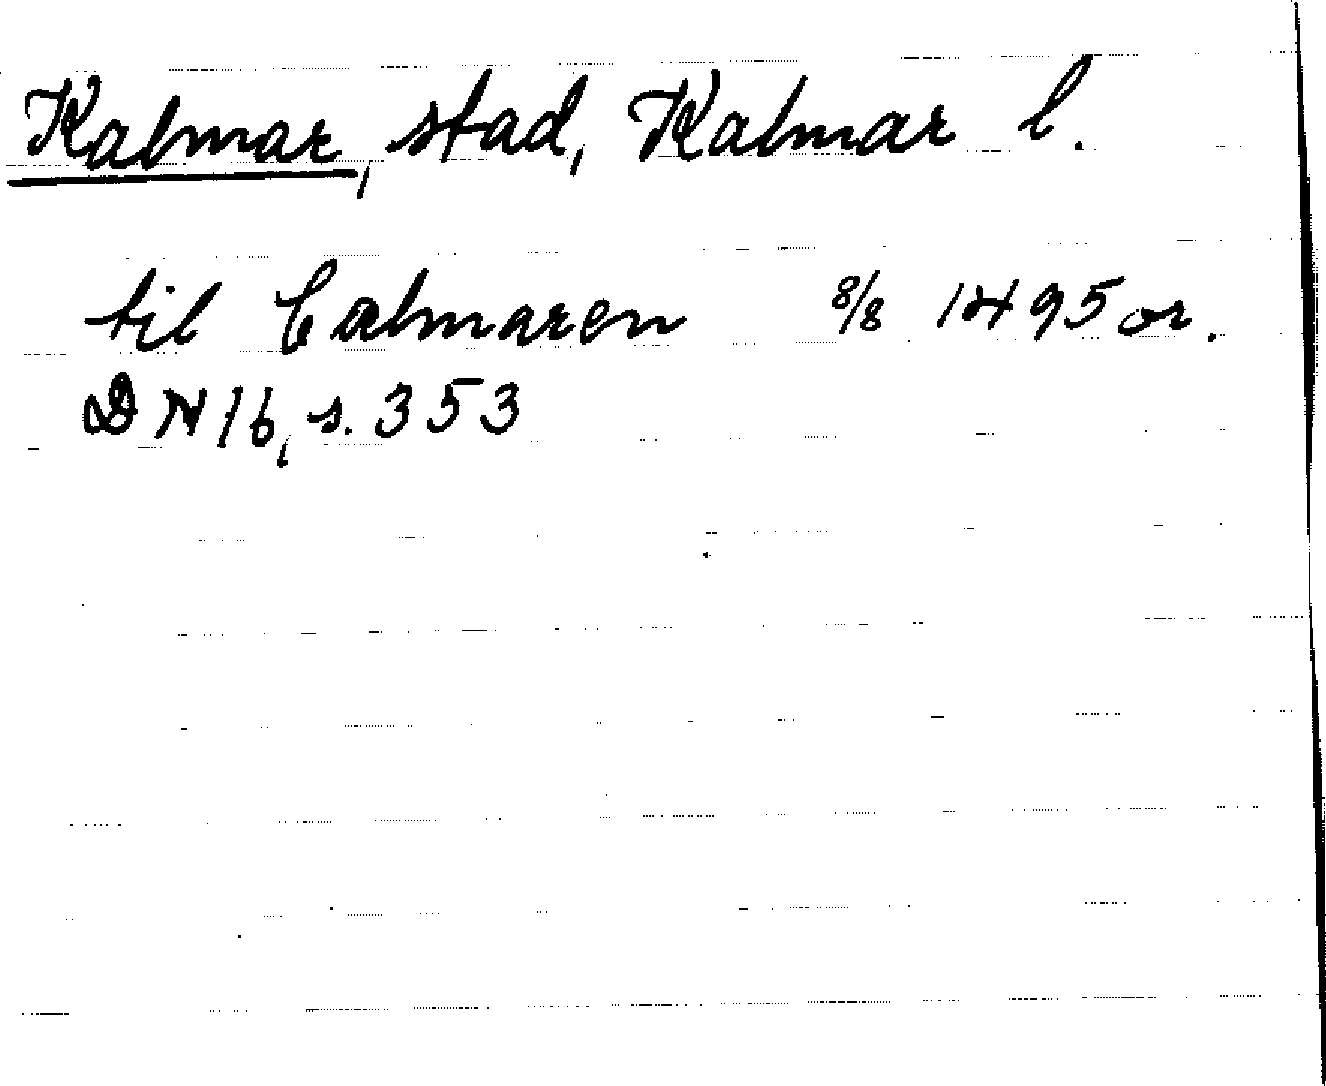 Kalmar, stad, Kalmar l.
til Calmaren 8/8 1495 or.
DN 16, s. 353